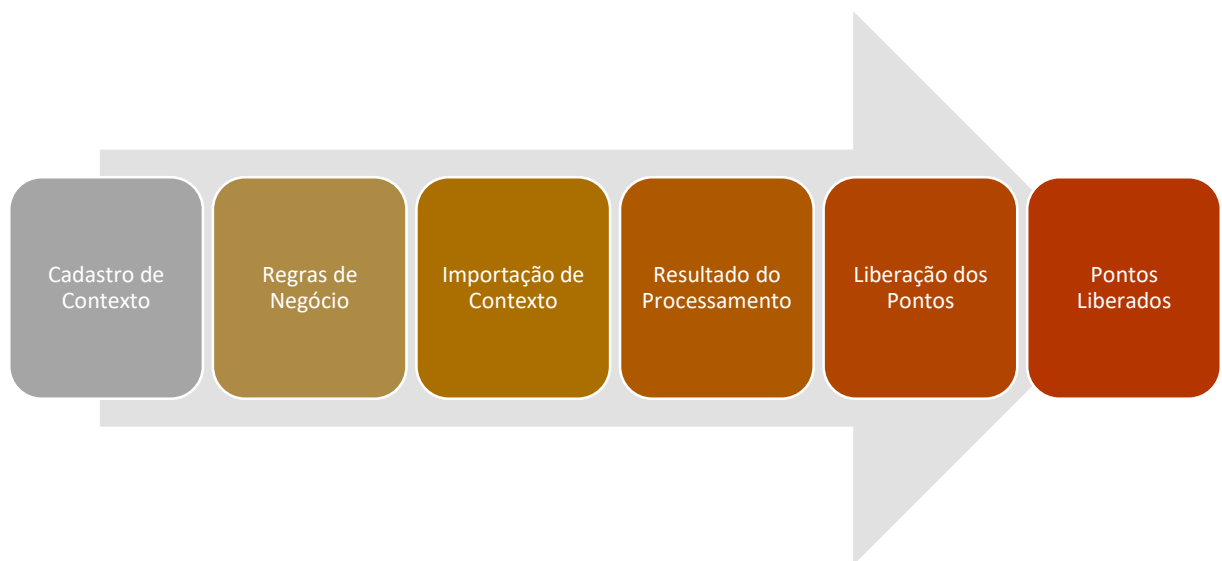 Cadastro de
Contexto
Regras de
Negócio
Importação de
Contexto
Resultado do
Processamento
Liberação dos
Pontos
Pontos
Liberados